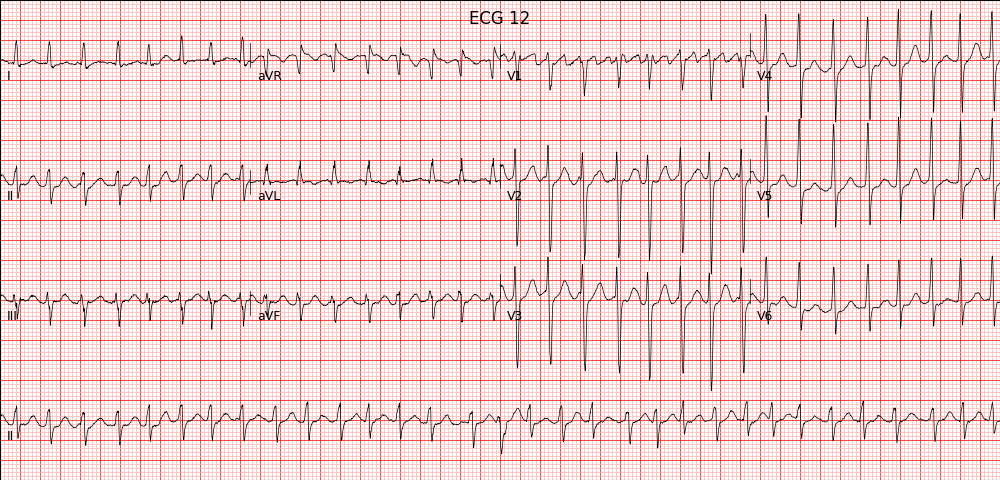 ECG 12
I aVR V1 V4
II aVL V2 V5
III aVF V3 V6
II